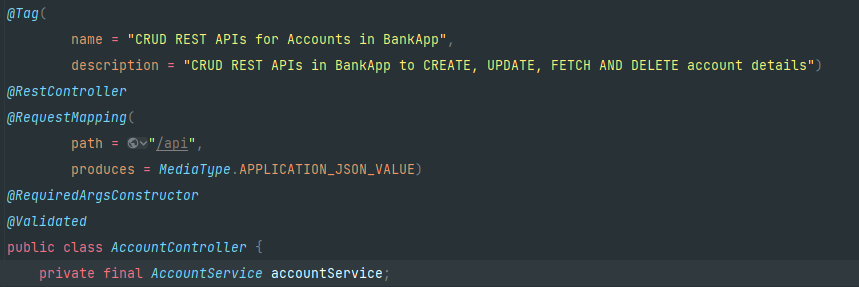 @Tag(
name = "CRUD REST APIs for Accounts in BankApp",
description = "CRUD REST APIs in BankApp to CREATE, UPDATE, FETCH AND DELETE account details")
@RestController
@RequestMapping(
path = "/api",
produces = MediaType.APPLICATION_JSON_VALUE)
@RequiredArgsConstructor
@Validated
public class AccountController {
private final AccountService accountService;